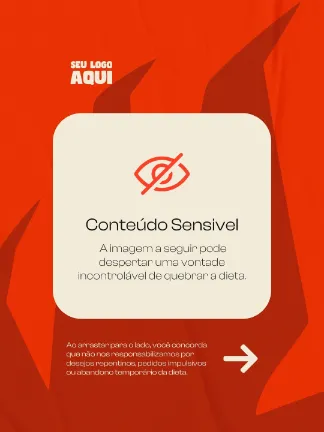 SEU LOGO
AQUI
Conteúdo Sensivel
A imagem a seguir pode
despertar uma vontade
incontrolável de quebrar a dieta.
Ao arrastar para o lado, você concorda
que não nos responsabilizamos por
desejos repentinos, pedidos impulsivos
ou abandono temporário da dieta.